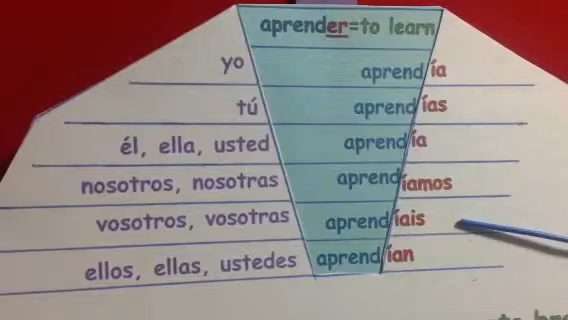 aprender=to learn
yo aprendía
tú aprendías
él, ella, usted aprendía
nosotros, nosotras aprendíamos
vosotros, vosotras aprendíais
ellos, ellas, ustedes aprendían